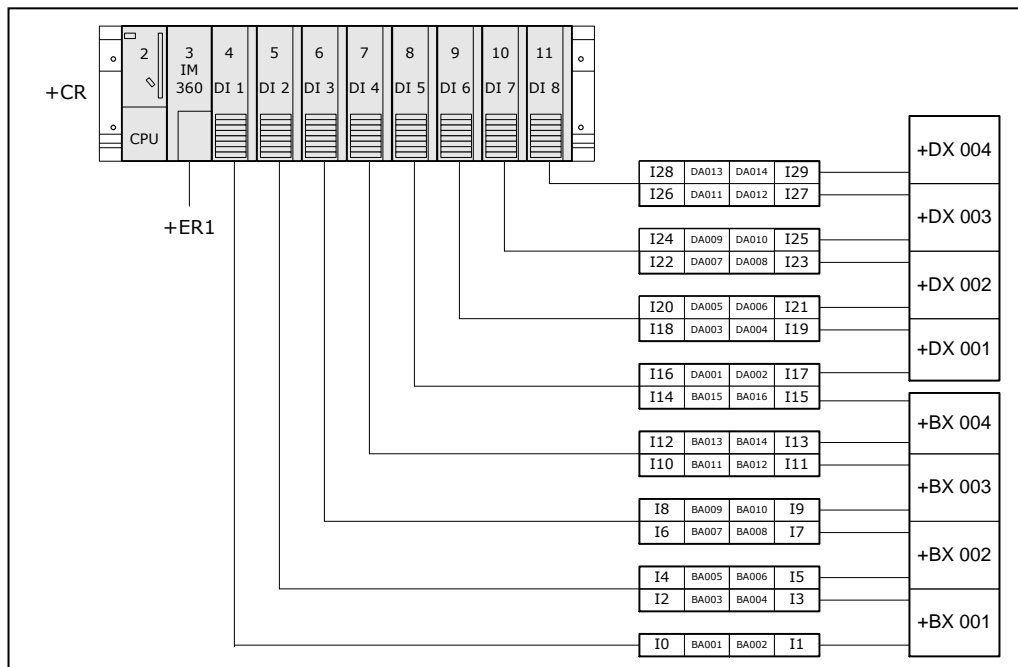 2 3 4 5 6 7 8 9 10 11
IM
360 DI 1 DI 2 DI 3 DI 4 DI 5 DI 6 DI 7 DI 8
+CR
CPU
+ER1
+DX 004
I28 DA013 DA014 I29
I26 DA011 DA012 I27
+DX 003
I24 DA009 DA010 I25
I22 DA007 DA008 I23
+DX 002
I20 DA005 DA006 I21
I18 DA003 DA004 I19
+DX 001
I16 DA001 DA002 I17
I14 BA015 BA016 I15
+BX 004
I12 BA013 BA014 I13
I10 BA011 BA012 I11
+BX 003
I8 BA009 BA010 I9
I6 BA007 BA008 I7
+BX 002
I4 BA005 BA006 I5
I2 BA003 BA004 I3
+BX 001
I0 BA001 BA002 I1